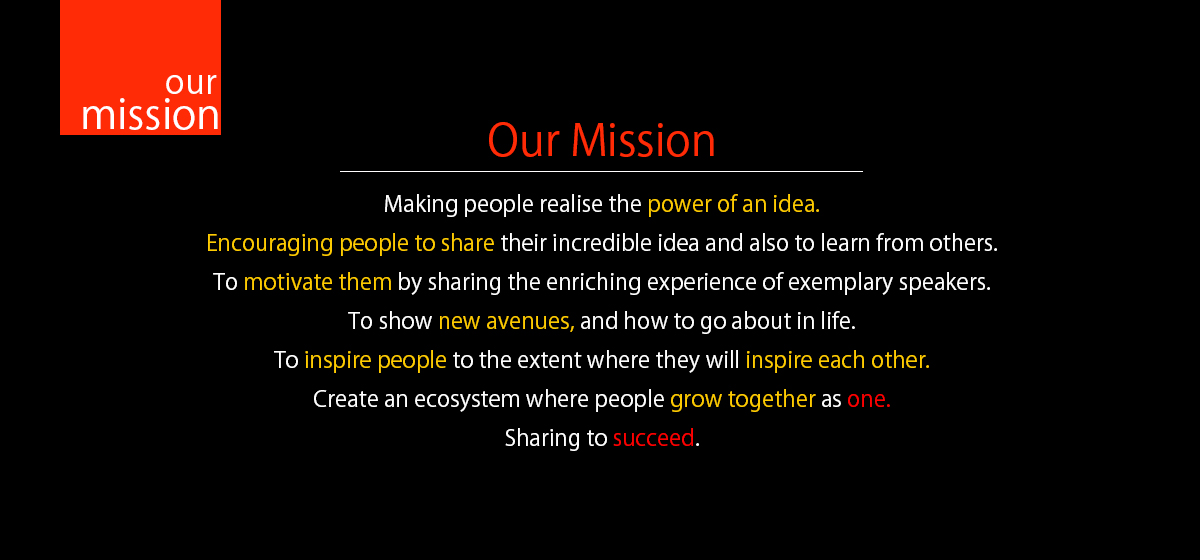 our
mission
Our Mission
Making people realise the power of an idea.
Encouraging people to share their incredible idea and also to learn from others.
To motivate them by sharing the enriching experience of exemplary speakers.
To show new avenues, and how to go about in life.
To inspire people to the extent where they will inspire each other.
Create an ecosystem where people grow together as one.
Sharing to succeed.